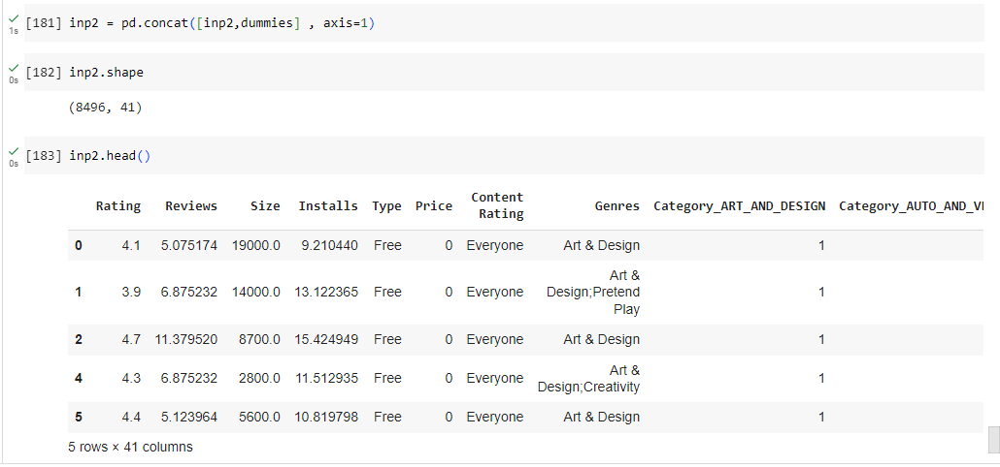 [181] inp2 = pd.concat([inp2,dummies] , axis=1)
1s
[182] inp2.shape
0s
(8496, 41)
[183] inp2.head()
0s
Rating Reviews Size Installs Type Price Content Rating Genres Category_ART_AND_DESIGN Category_AUTO_AND_VI
0 4.1 5.075174 19000.0 9.210440 Free 0 Everyone Art & Design 1
1 3.9 6.875232 14000.0 13.122365 Free 0 Everyone Art & Design;Pretend Play 1
2 4.7 11.379520 8700.0 15.424949 Free 0 Everyone Art & Design 1
4 4.3 6.875232 2800.0 11.512935 Free 0 Everyone Art & Design;Creativity 1
5 4.4 5.123964 5600.0 10.819798 Free 0 Everyone Art & Design 1
5 rows × 41 columns